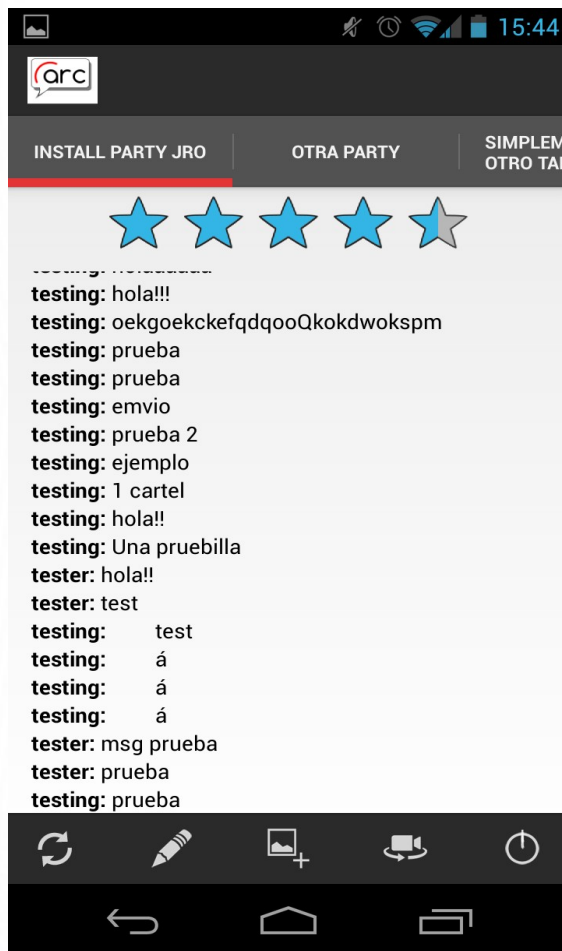 15:44
arc
INSTALL PARTY JRO
OTRA PARTY
SIMPLEM
OTRO TA
testing:
testing: hola!!!
testing: oekgoekckefqdqooQkokdwokspm
testing: prueba
testing: prueba
testing: emvio
testing: prueba 2
testing: ejemplo
testing: 1 cartel
testing: hola!!
testing: Una pruebilla
tester: hola!!
tester: test
testing: test
testing: á
testing: á
testing: á
tester: msg prueba
tester: prueba
testing: prueba